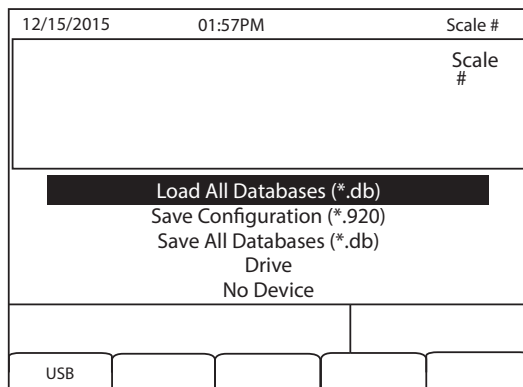 12/15/2015 01:57PM Scale #
Scale
#
Load All Databases (*.db)
Save Configuration (*.920)
Save All Databases (*.db)
Drive
No Device
USB